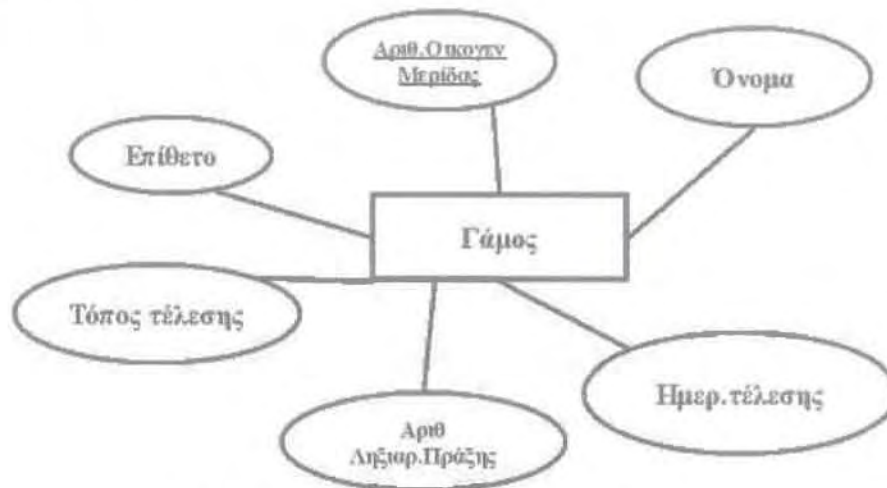 Αριθ.Οικογεν
Μερίδας
Όνομα
Επίθετο
Γάμος
Τόπος τέλεσης
Ημερ.τέλεσης
Αριθ
Ληξιαρ.Πράξης